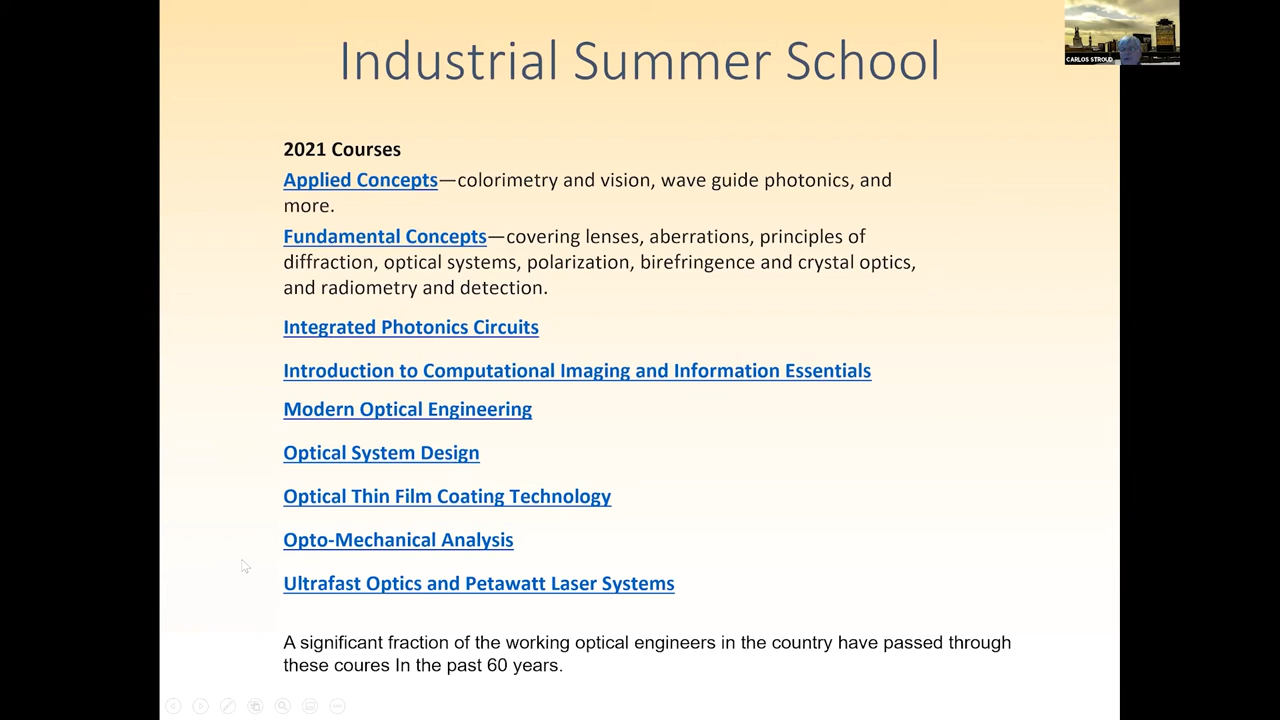 Industrial Summer School
CARLOS STROUD
2021 Courses
Applied Concepts—colorimetry and vision, wave guide photonics, and
more.
Fundamental Concepts—covering lenses, aberrations, principles of
diffraction, optical systems, polarization, birefringence and crystal optics,
and radiometry and detection.
Integrated Photonics Circuits
Introduction to Computational Imaging and Information Essentials
Modern Optical Engineering
Optical System Design
Optical Thin Film Coating Technology
Opto-Mechanical Analysis
Ultrafast Optics and Petawatt Laser Systems
A significant fraction of the working optical engineers in the country have passed through
these coures In the past 60 years.